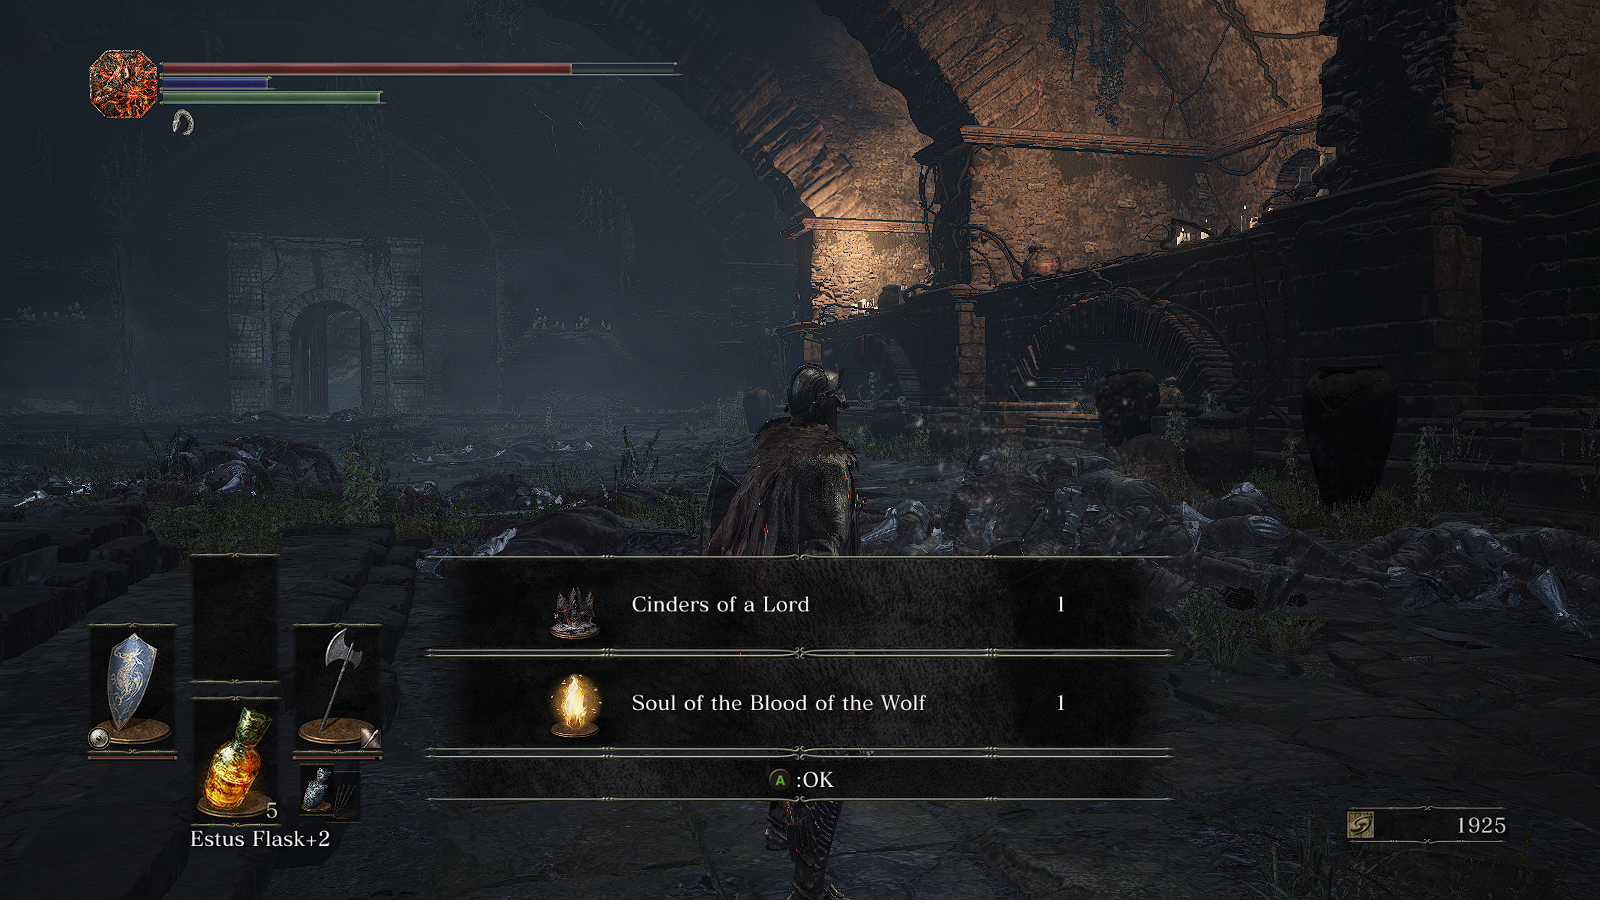 Cinders of a Lord 1
Soul of the Blood of the Wolf 1
A :OK
5
Estus Flask+2
1925